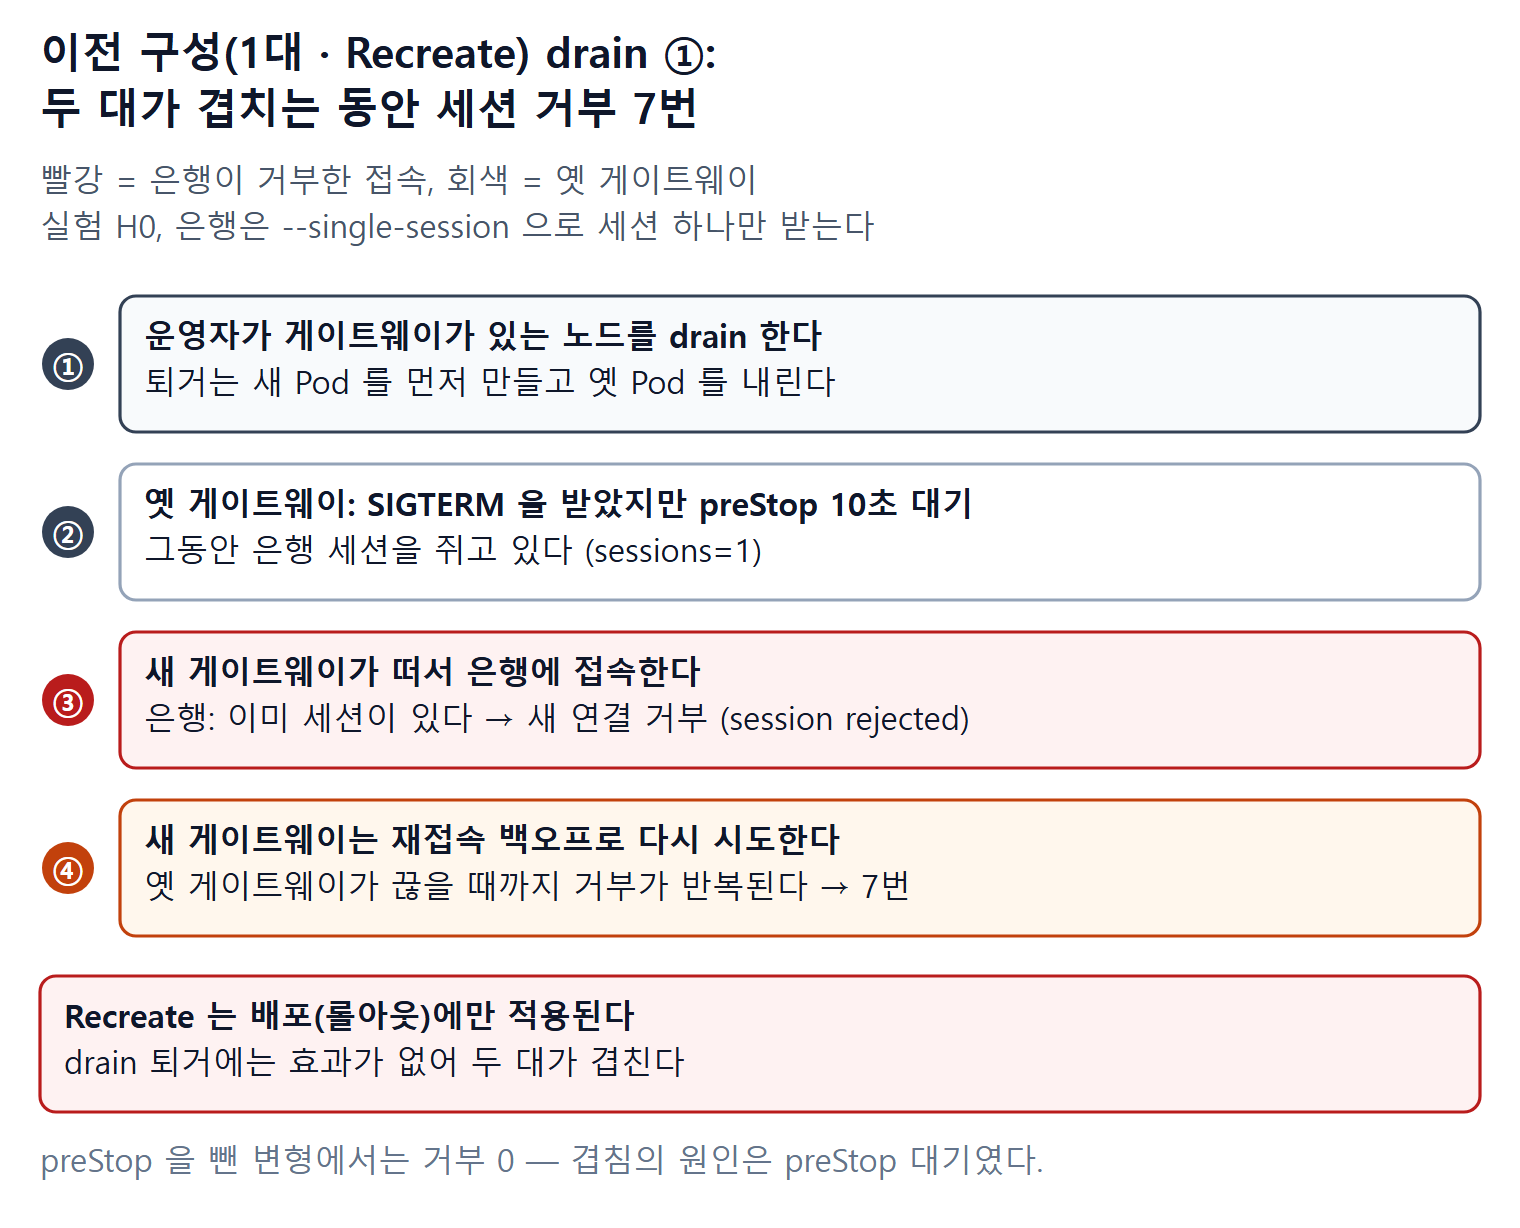 이전 구성(1대 · Recreate) drain ①:
두 대가 겹치는 동안 세션 거부 7번
빨강 = 은행이 거부한 접속, 회색 = 옛 게이트웨이
실험 H0, 은행은 --single-session 으로 세션 하나만 받는다
①
운영자가 게이트웨이가 있는 노드를 drain 한다
퇴거는 새 Pod 를 먼저 만들고 옛 Pod 를 내린다
②
옛 게이트웨이: SIGTERM 을 받았지만 preStop 10초 대기
그동안 은행 세션을 쥐고 있다 (sessions=1)
③
새 게이트웨이가 떠서 은행에 접속한다
은행: 이미 세션이 있다 → 새 연결 거부 (session rejected)
④
새 게이트웨이는 재접속 백오프로 다시 시도한다
옛 게이트웨이가 끊을 때까지 거부가 반복된다 → 7번
Recreate 는 배포(롤아웃)에만 적용된다
drain 퇴거에는 효과가 없어 두 대가 겹친다
preStop 을 뺀 변형에서는 거부 0 — 겹침의 원인은 preStop 대기였다.